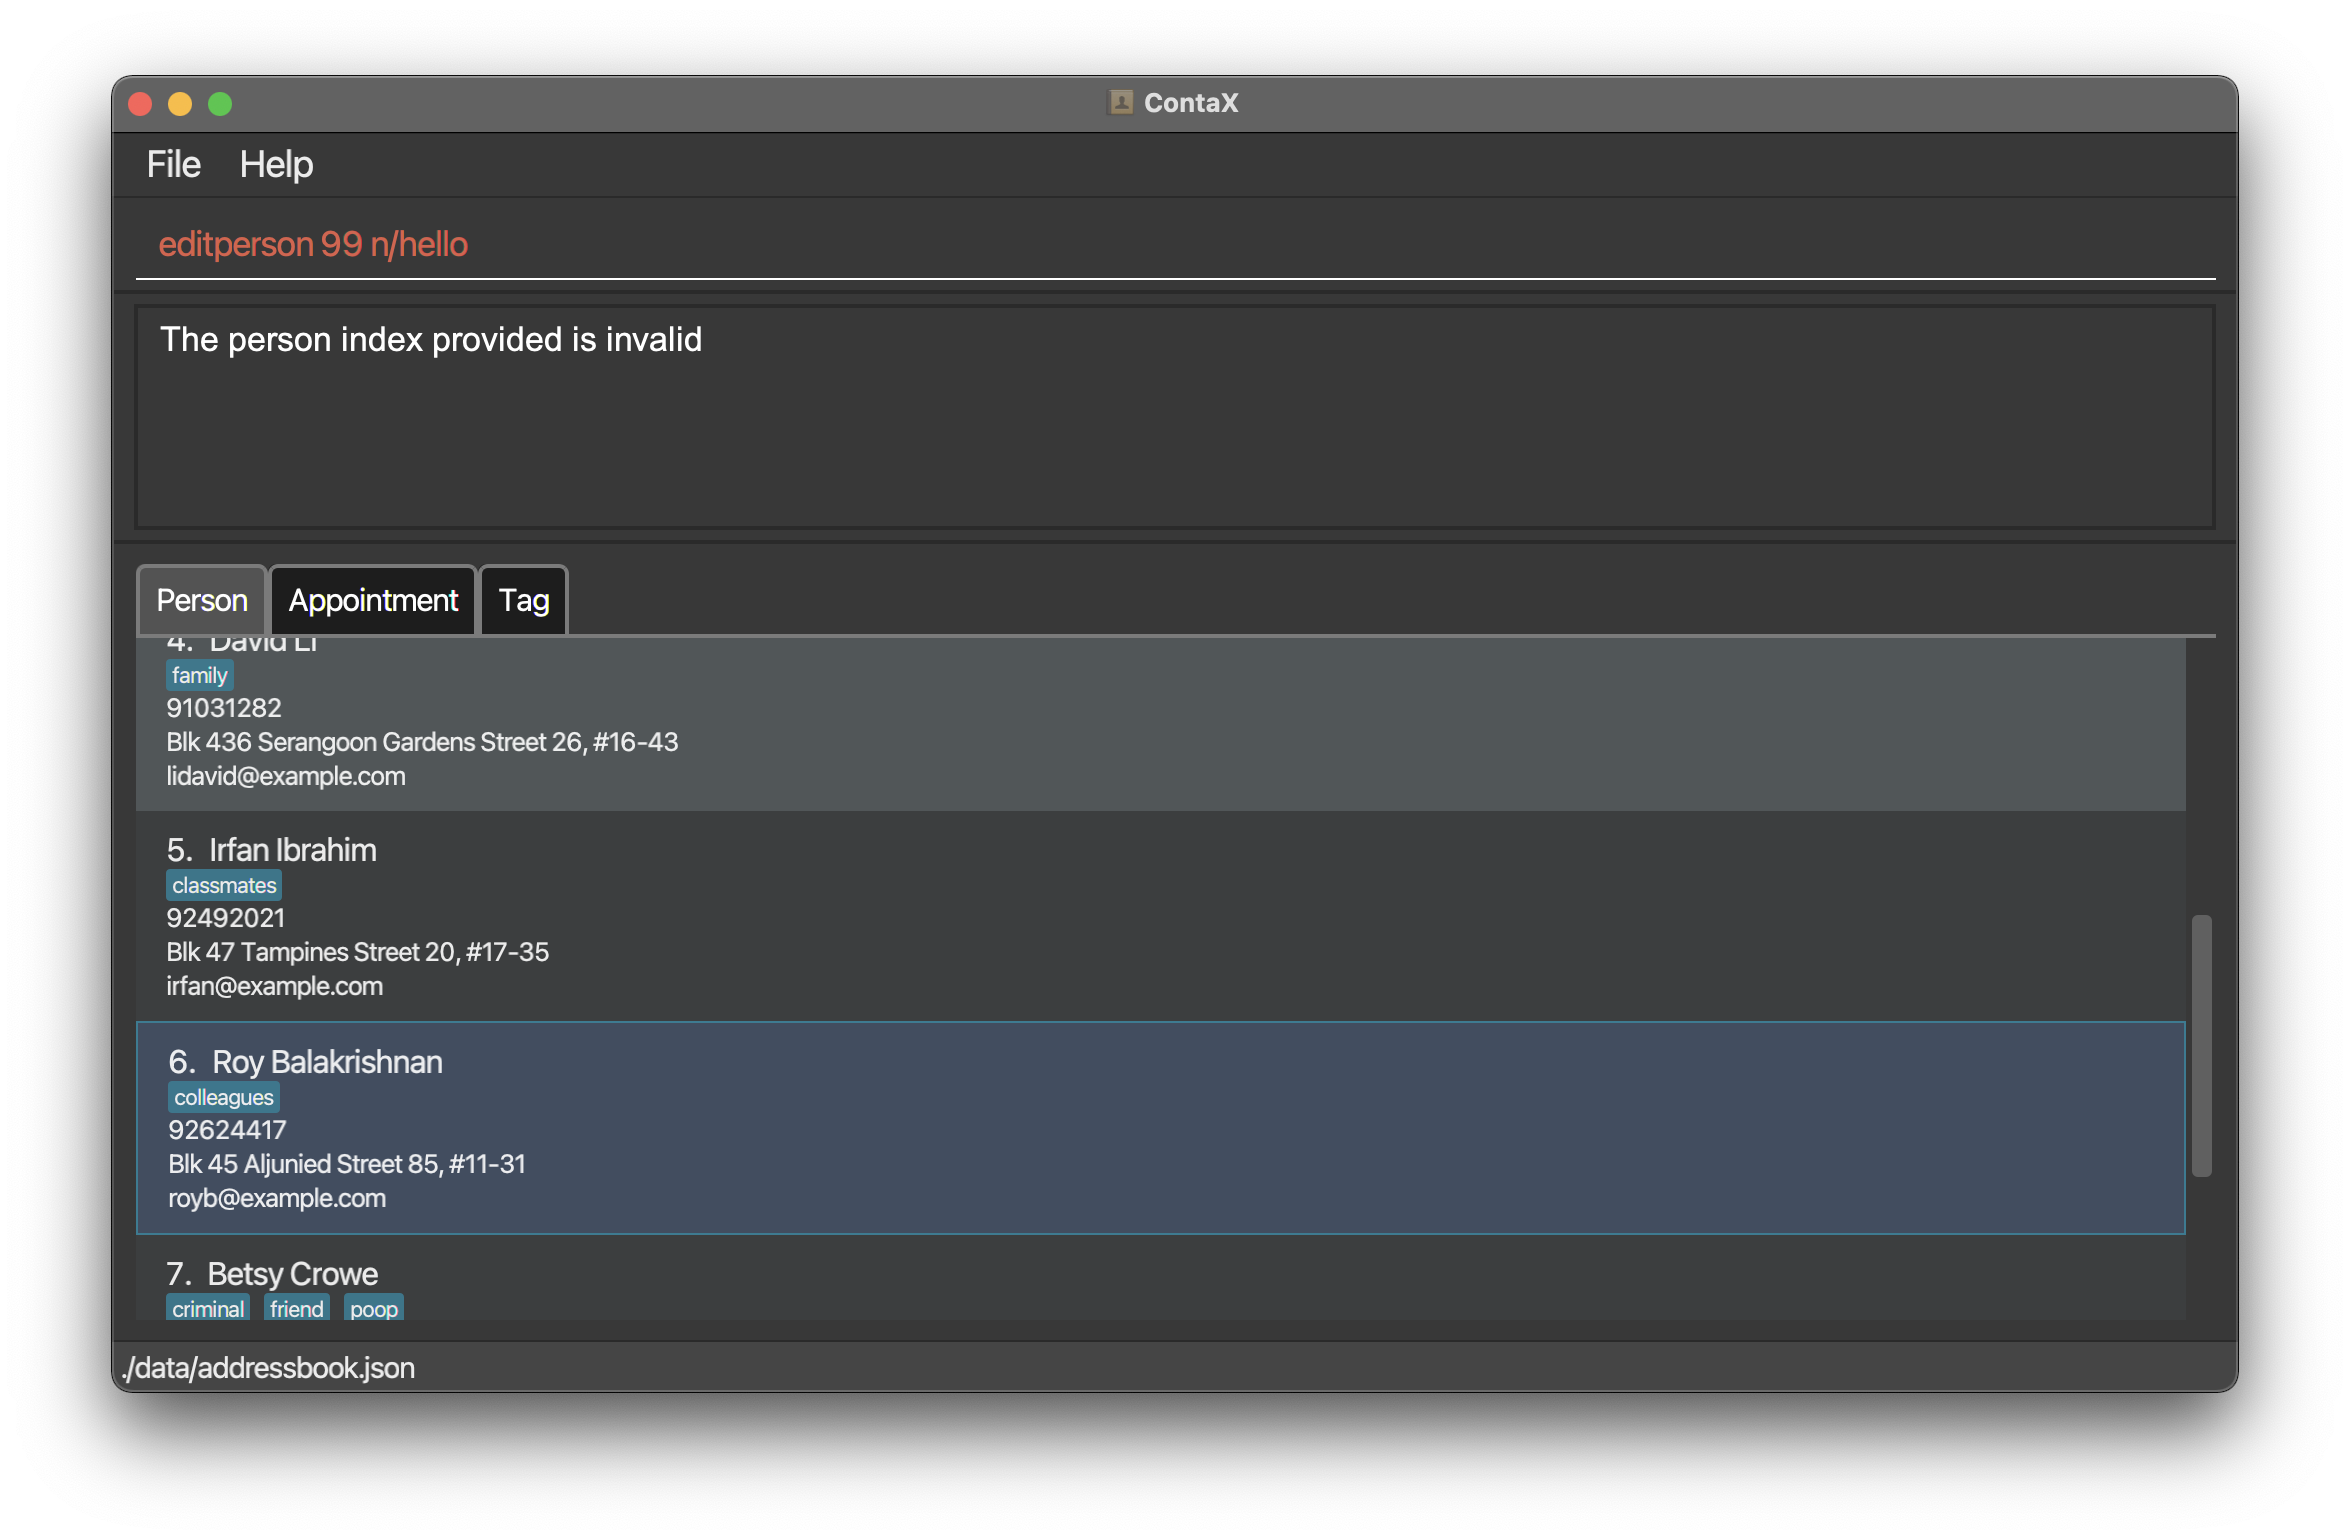 ContaX
File Help
editperson 99 n/hello
The person index provided is invalid
Person Appointment Tag
4. David Li
family
91031282
Blk 436 Serangoon Gardens Street 26, #16-43
lidavid@example.com
5. Irfan Ibrahim
classmates
92492021
Blk 47 Tampines Street 20, #17-35
irfan@example.com
6. Roy Balakrishnan
colleagues
92624417
Blk 45 Aljunied Street 85, #11-31
royb@example.com
7. Betsy Crowe
criminal friend poop
./data/addressbook.json